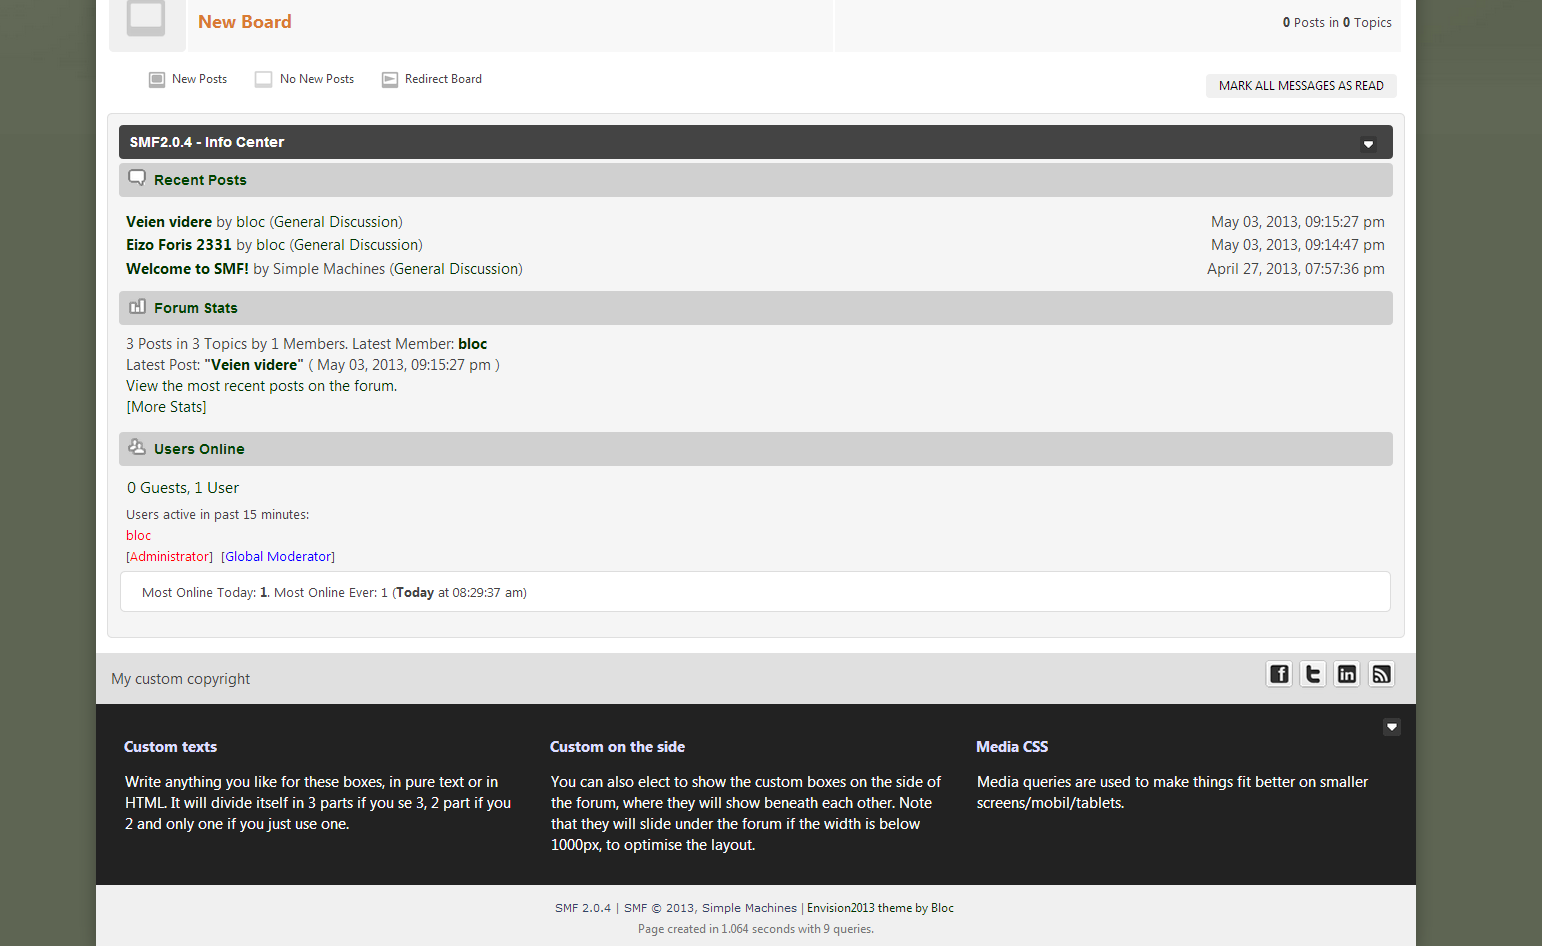 New Board
0 Posts in 0 Topics
New Posts
No New Posts
Redirect Board
MARK ALL MESSAGES AS READ
SMF2.0.4 - Info Center
Recent Posts
Veien videre by bloc (General Discussion)
May 03, 2013, 09:15:27 pm
Eizo Foris 2331 by bloc (General Discussion)
May 03, 2013, 09:14:47 pm
Welcome to SMF! by Simple Machines (General Discussion)
April 27, 2013, 07:57:36 pm
Forum Stats
3 Posts in 3 Topics by 1 Members. Latest Member: bloc
Latest Post: "Veien videre" ( May 03, 2013, 09:15:27 pm )
View the most recent posts on the forum.
[More Stats]
Users Online
0 Guests, 1 User
Users active in past 15 minutes:
bloc
[Administrator] [Global Moderator]
Most Online Today: 1. Most Online Ever: 1 (Today at 08:29:37 am)
My custom copyright
Custom texts
Write anything you like for these boxes, in pure text or in
HTML. It will divide itself in 3 parts if you se 3, 2 part if you
2 and only one if you just use one.
Custom on the side
You can also elect to show the custom boxes on the side of
the forum, where they will show beneath each other. Note
that they will slide under the forum if the width is below
1000px, to optimise the layout.
Media CSS
Media queries are used to make things fit better on smaller
screens/mobil/tablets.
SMF 2.0.4 | SMF © 2013, Simple Machines | Envision2013 theme by Bloc
Page created in 1.064 seconds with 9 queries.